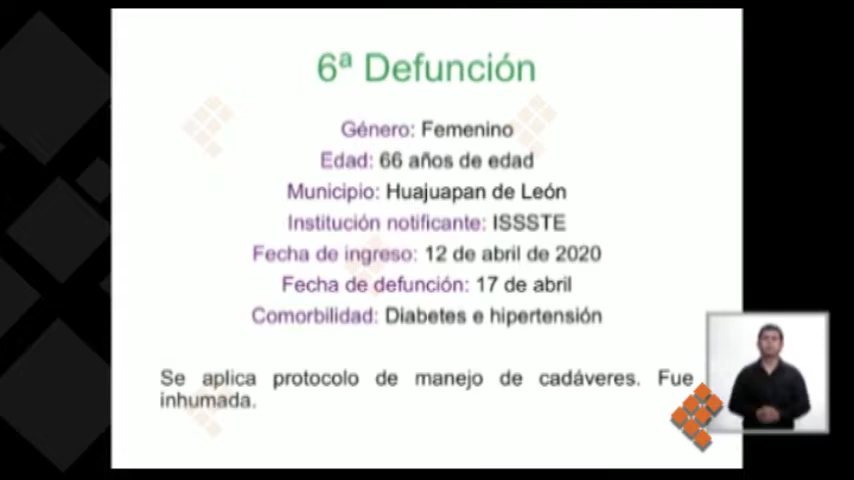 6ª Defunción
Género: Femenino
Edad: 66 años de edad
Municipio: Huajuapan de León
Institución notificante: ISSSTE
Fecha de ingreso: 12 de abril de 2020
Fecha de defunción: 17 de abril
Comorbilidad: Diabetes e hipertensión
Se aplica protocolo de manejo de cadáveres. Fue
inhumada.